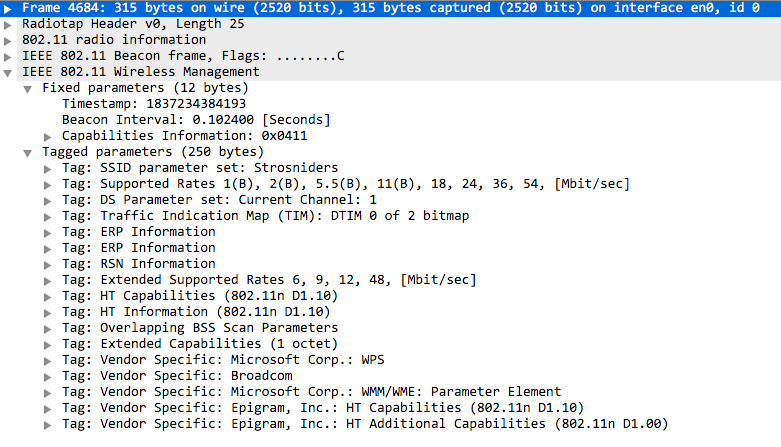 Frame 4684: 315 bytes on wire (2520 bits), 315 bytes captured (2520 bits) on interface en0, id 0
Radiotap Header v0, Length 25
802.11 radio information
IEEE 802.11 Beacon frame, Flags: ........C
IEEE 802.11 Wireless Management
Fixed parameters (12 bytes)
Timestamp: 1837234384193
Beacon Interval: 0.102400 [Seconds]
Capabilities Information: 0x0411
Tagged parameters (250 bytes)
Tag: SSID parameter set: Strosniders
Tag: Supported Rates 1(B), 2(B), 5.5(B), 11(B), 18, 24, 36, 54, [Mbit/sec]
Tag: DS Parameter set: Current Channel: 1
Tag: Traffic Indication Map (TIM): DTIM 0 of 2 bitmap
Tag: ERP Information
Tag: ERP Information
Tag: RSN Information
Tag: Extended Supported Rates 6, 9, 12, 48, [Mbit/sec]
Tag: HT Capabilities (802.11n D1.10)
Tag: HT Information (802.11n D1.10)
Tag: Overlapping BSS Scan Parameters
Tag: Extended Capabilities (1 octet)
Tag: Vendor Specific: Microsoft Corp.: WPS
Tag: Vendor Specific: Broadcom
Tag: Vendor Specific: Microsoft Corp.: WMM/WME: Parameter Element
Tag: Vendor Specific: Epigram, Inc.: HT Capabilities (802.11n D1.10)
Tag: Vendor Specific: Epigram, Inc.: HT Additional Capabilities (802.11n D1.00)